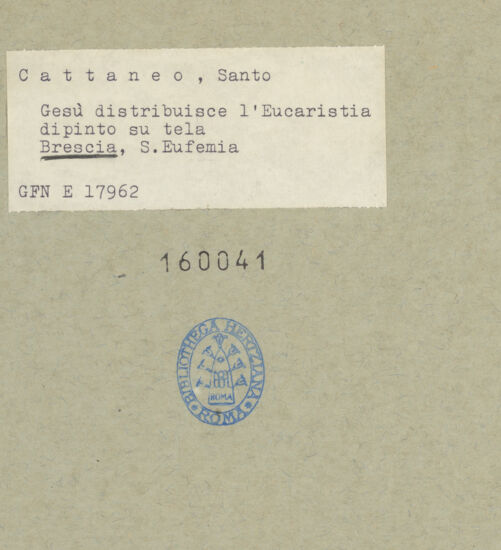 C a t t a n e o , Santo
Gesù distribuisce l'Eucaristia
dipinto su tela
Brescia, S.Eufemia
GFN E 17962
160041
BIBLIOTHECA HERTZIANA
ROMA
ROMA